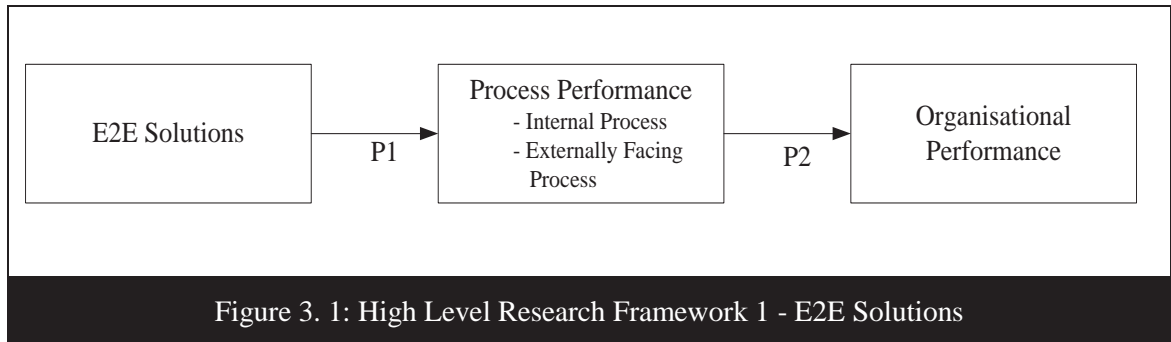 E2E Solutions
P1
Process Performance
- Internal Process
- Externally Facing
Process
P2
Organisational
Performance
Figure 3. 1: High Level Research Framework 1 - E2E Solutions